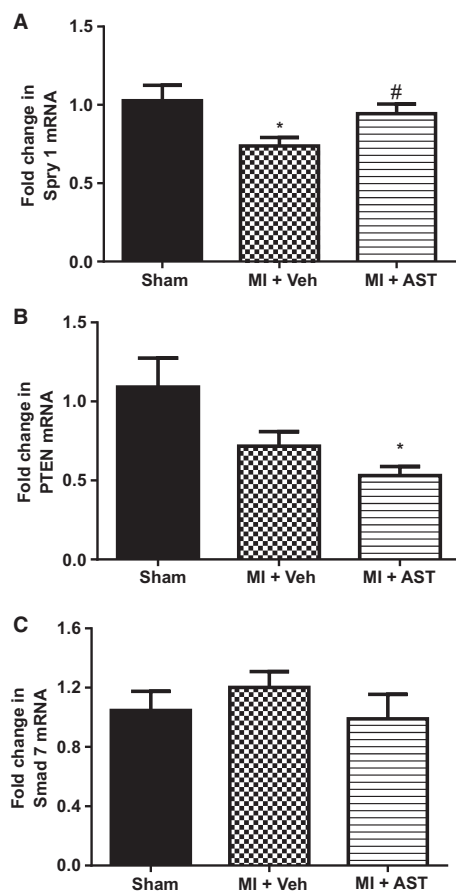 A
Fold change in
Spry 1 mRNA
1.5
1.0
0.5
0.0
*
#
Sham
MI + Veh
MI + AST
B
Fold change in
PTEN mRNA
1.5
1.0
0.5
0.0
*
Sham
MI + Veh
MI + AST
C
Fold change in
Smad 7 mRNA
1.6
1.2
0.8
0.4
0.0
Sham
MI + Veh
MI + AST